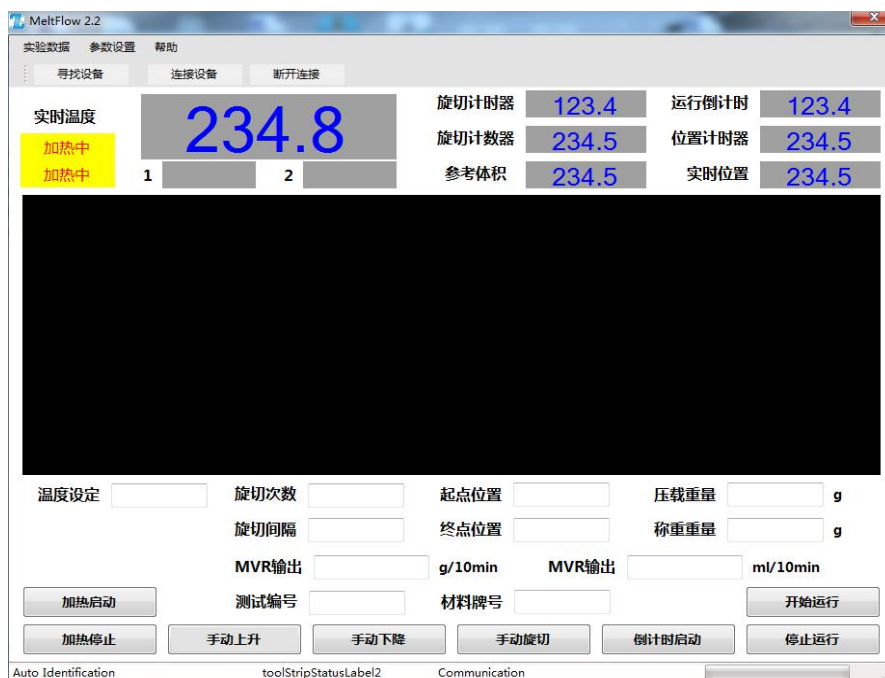 MeltFlow 2.2
实验数据 参数设置 帮助
寻找设备 连接设备 断开连接
实时温度 234.8 旋切计时器 123.4 运行倒计时 123.4
加热中 旋切计数器 234.5 位置计时器 234.5
加热中 1 2 参考体积 234.5 实时位置 234.5
温度设定 旋切次数 起点位置 压载重量 g
旋切间隔 终点位置 称重重量 g
MVR输出 g/10min MVR输出 ml/10min
加热启动 测试编号 材料牌号 开始运行
加热停止 手动上升 手动下降 手动旋切 倒计时启动 停止运行
Auto Identification toolStripStatusLabel2 Communication